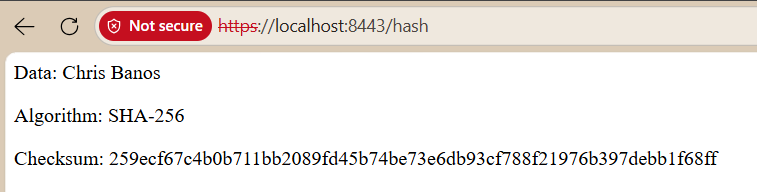 Not secure https://localhost:8443/hash
Data: Chris Banos
Algorithm: SHA-256
Checksum: 259ecf67c4b0b711bb2089fd45b74be73e6db93cf788f21976b397debb1f68ff